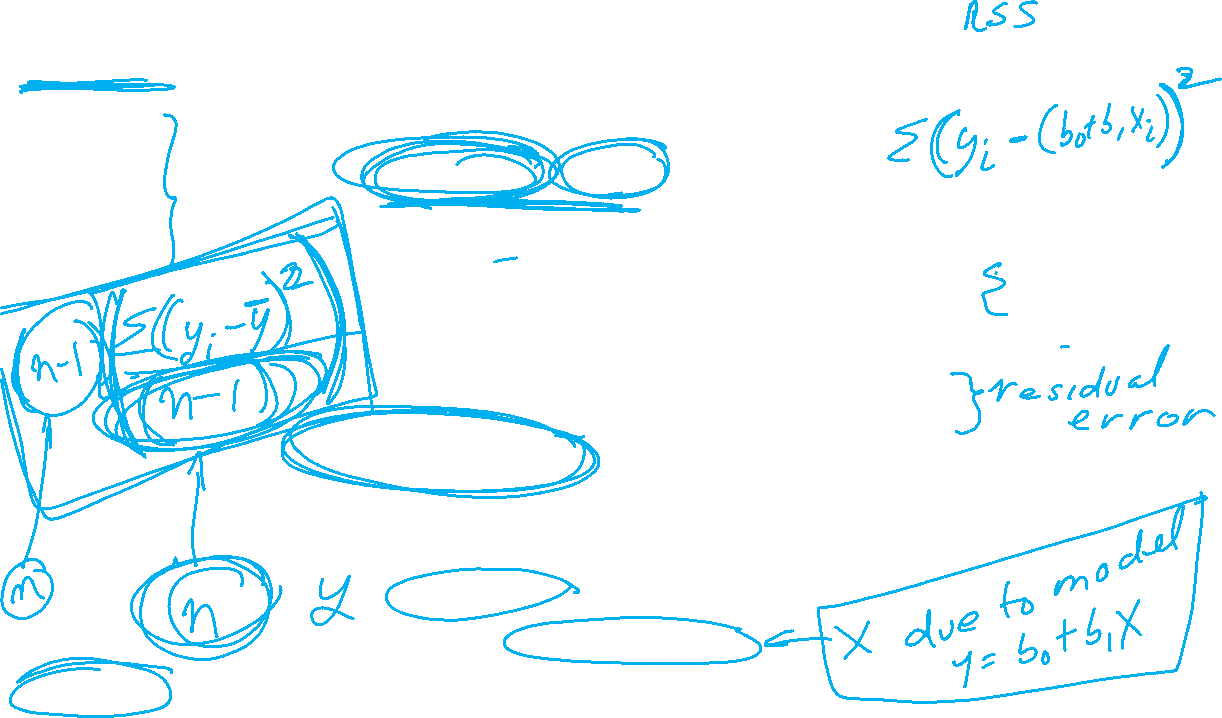 RSS
Σ(yᵢ - (b₀+b₁xᵢ))²
n-1 Σ(yᵢ - ȳ)²
n-1
} residual
error
n
n y
X due to model
y = b₀+b₁X